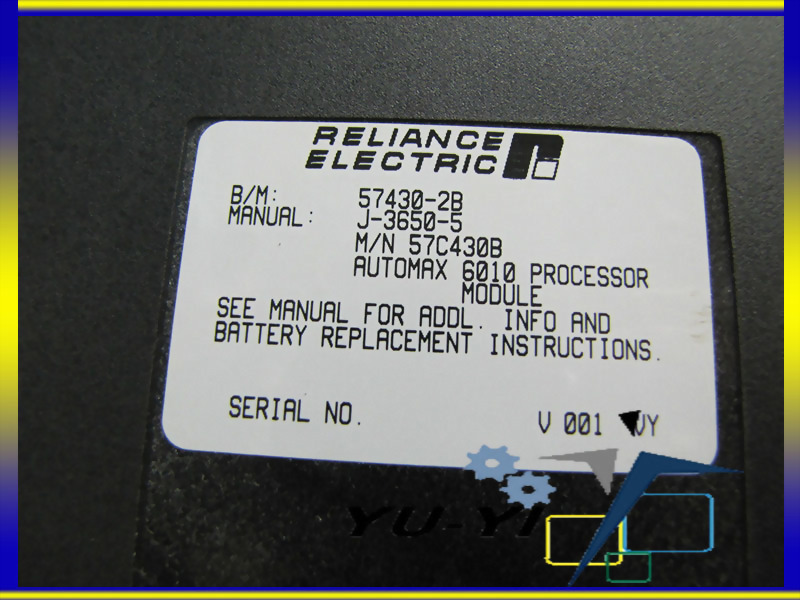 RELIANCE
ELECTRIC
B/M: 57430-2B
MANUAL: J-3650-5
M/N 57C430B
AUTOMAX 6010 PROCESSOR
MODULE
SEE MANUAL FOR ADDL. INFO AND
BATTERY REPLACEMENT INSTRUCTIONS.
SERIAL NO. V 001
YU-YI